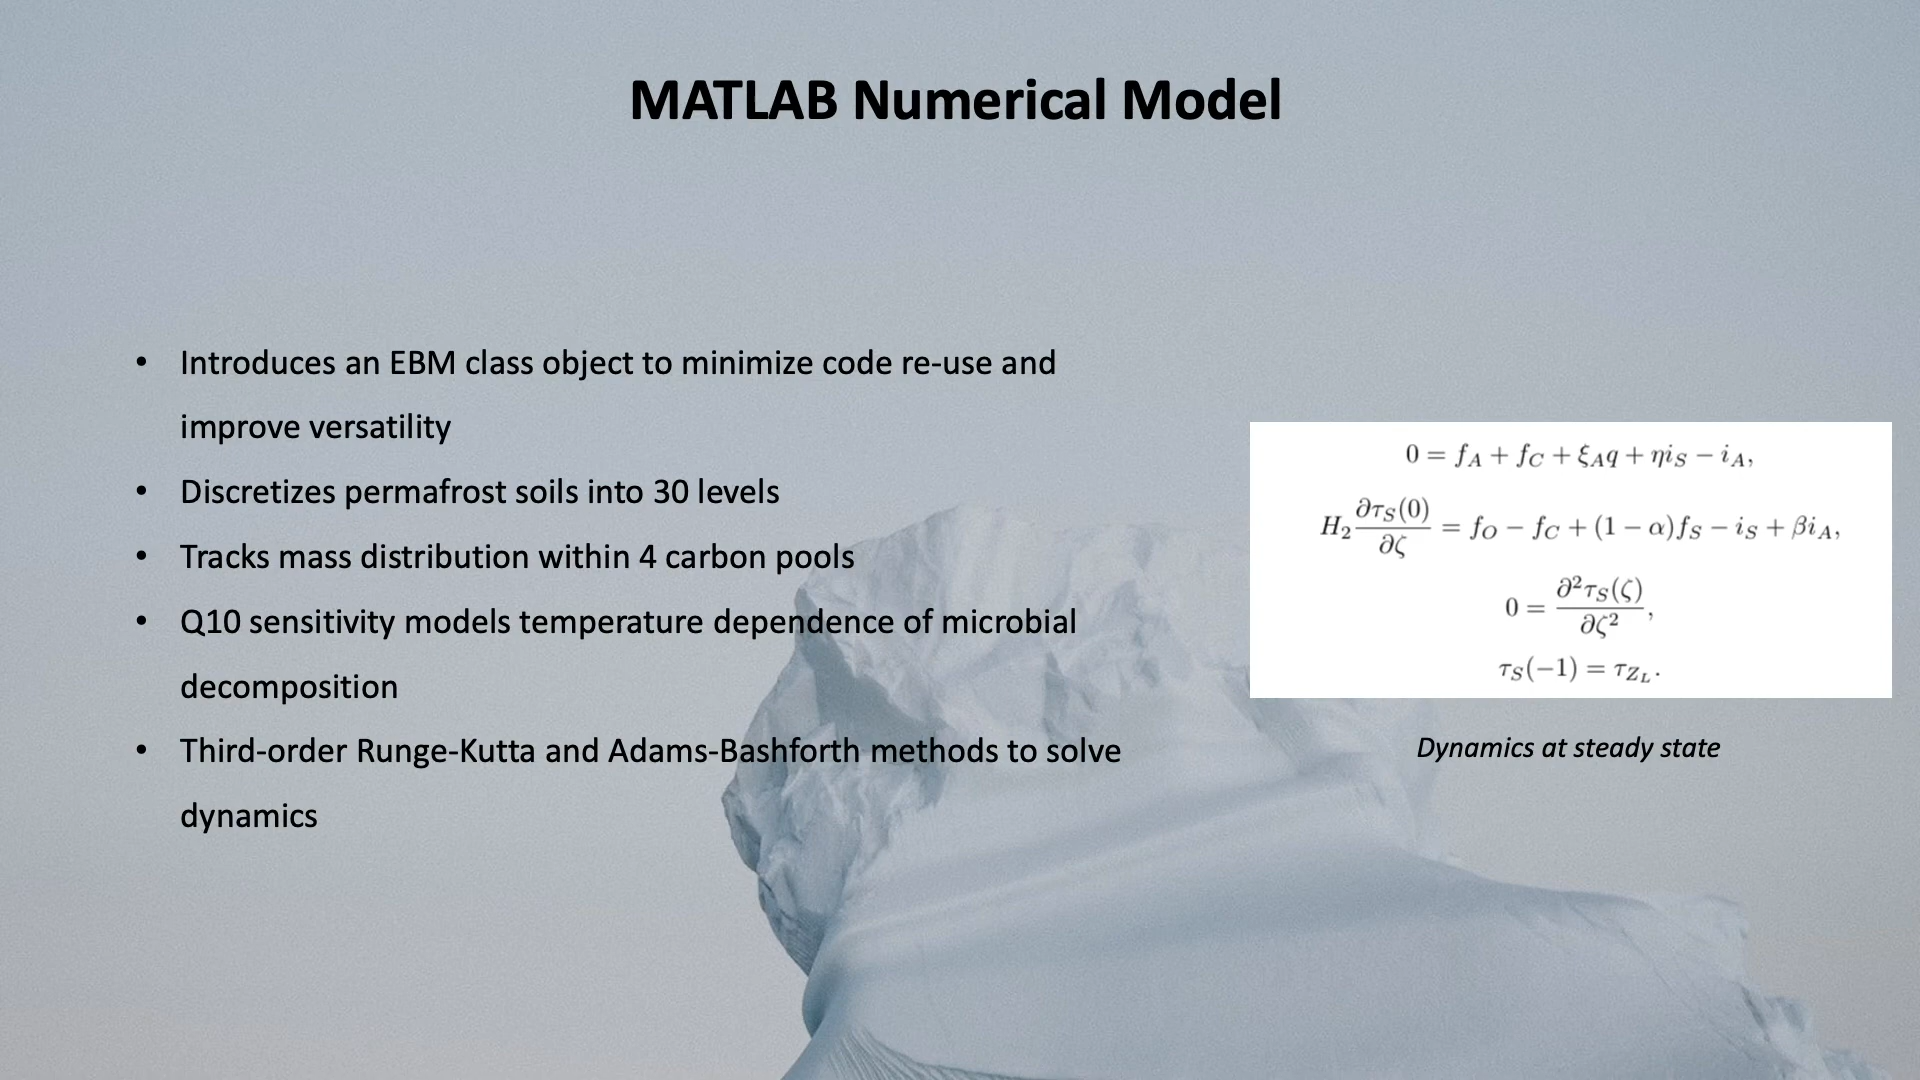 MATLAB Numerical Model
• Introduces an EBM class object to minimize code re-use and
improve versatility
• Discretizes permafrost soils into 30 levels
• Tracks mass distribution within 4 carbon pools
• Q10 sensitivity models temperature dependence of microbial
decomposition
• Third-order Runge-Kutta and Adams-Bashforth methods to solve
dynamics
0 = f_A + f_C + ξ_A q + η i_S − i_A,
H_2 ∂τ_S(0)/∂ζ = f_O − f_C + (1 − α) f_S − i_S + β i_A,
0 = ∂²τ_S(ζ)/∂ζ²,
τ_S(−1) = τ_{Z_L}.
Dynamics at steady state